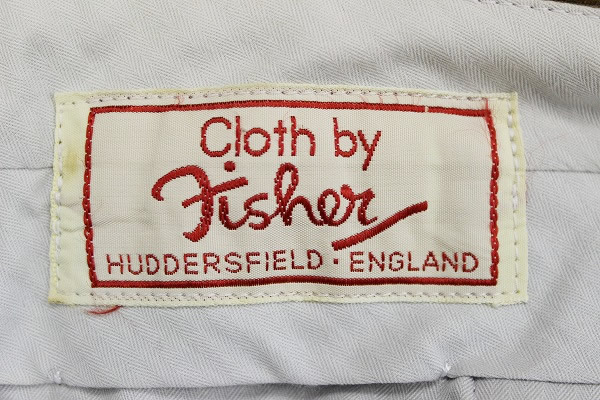 Cloth by
Fisher
HUDDERSFIELD · ENGLAND